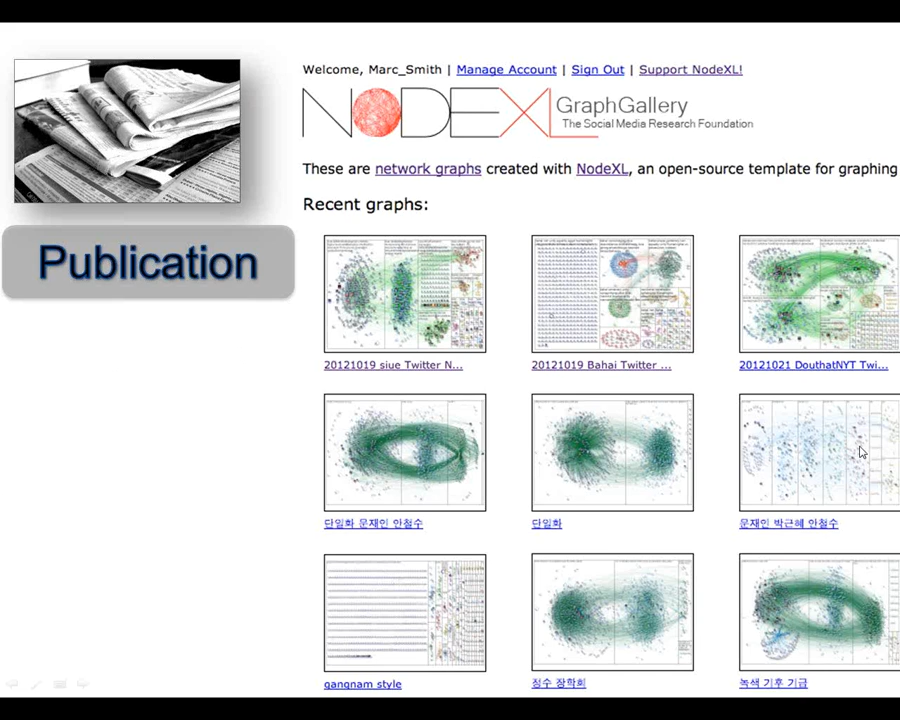 Welcome, Marc_Smith | Manage Account | Sign Out | Support NodeXL!
NODEXL GraphGallery
The Social Media Research Foundation
These are network graphs created with NodeXL, an open-source template for graphing
Recent graphs:
Publication
20121019 siue Twitter N...
20121019 Bahai Twitter ...
20121021 DouthatNYT Twi...
단일화 문재인 안철수
단일화
문재인 박근혜 안철수
gangnam style
정수 장학회
녹색 기후 기금